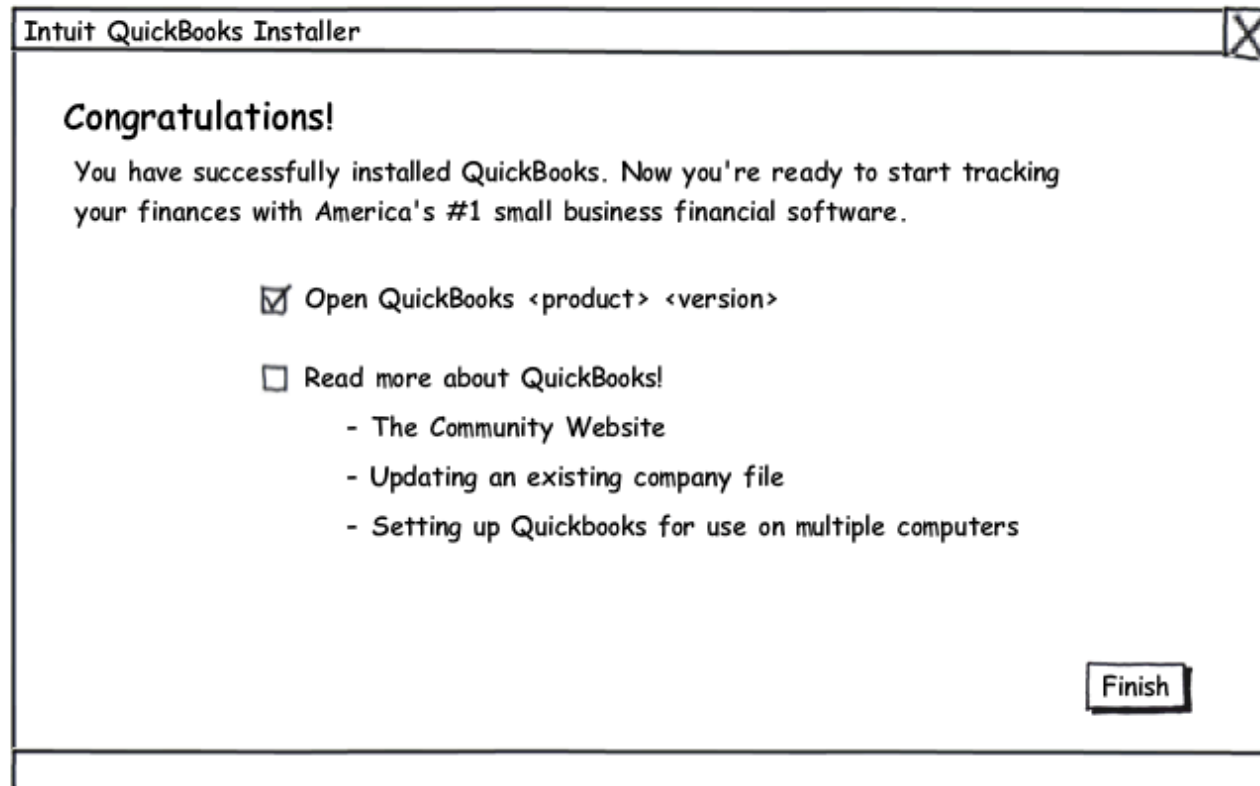 Intuit QuickBooks Installer
Congratulations!
You have successfully installed QuickBooks. Now you're ready to start tracking
your finances with America's #1 small business financial software.
Open QuickBooks <product> <version>
Read more about QuickBooks!
- The Community Website
- Updating an existing company file
- Setting up Quickbooks for use on multiple computers
Finish